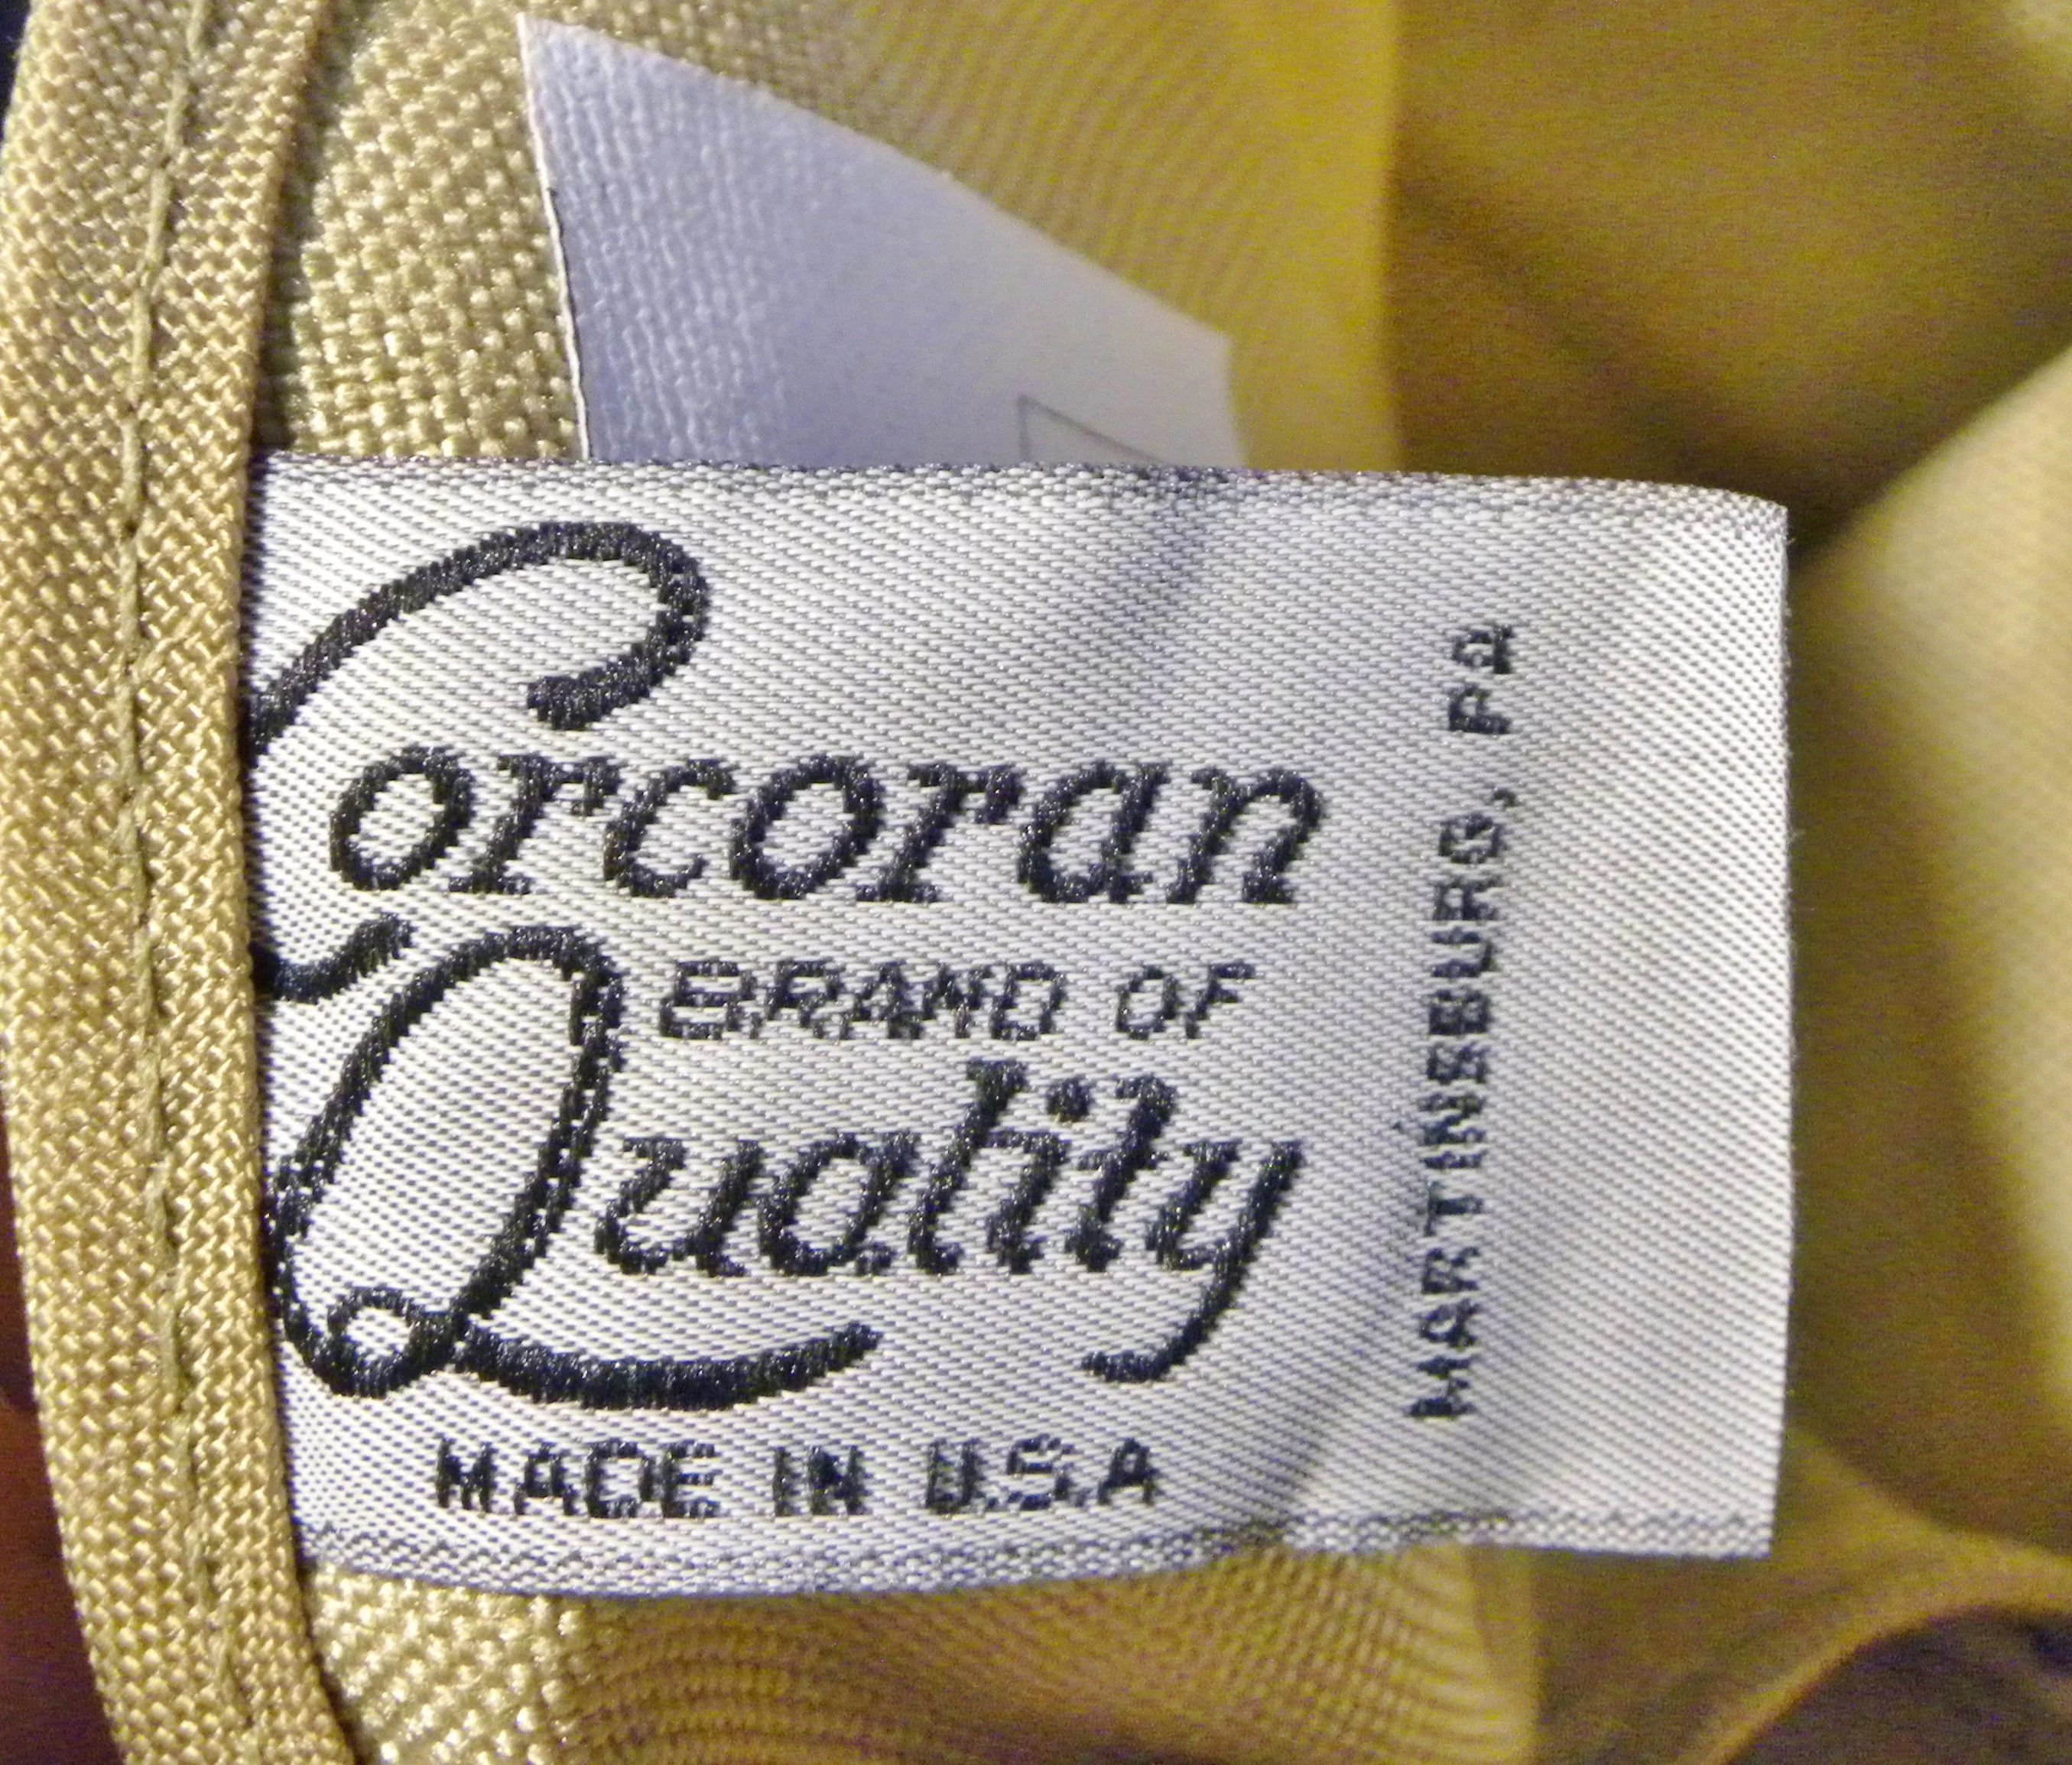 Corcoran
BRAND OF
Quality
MADE IN U.S.A
MARTINSBURG, PA